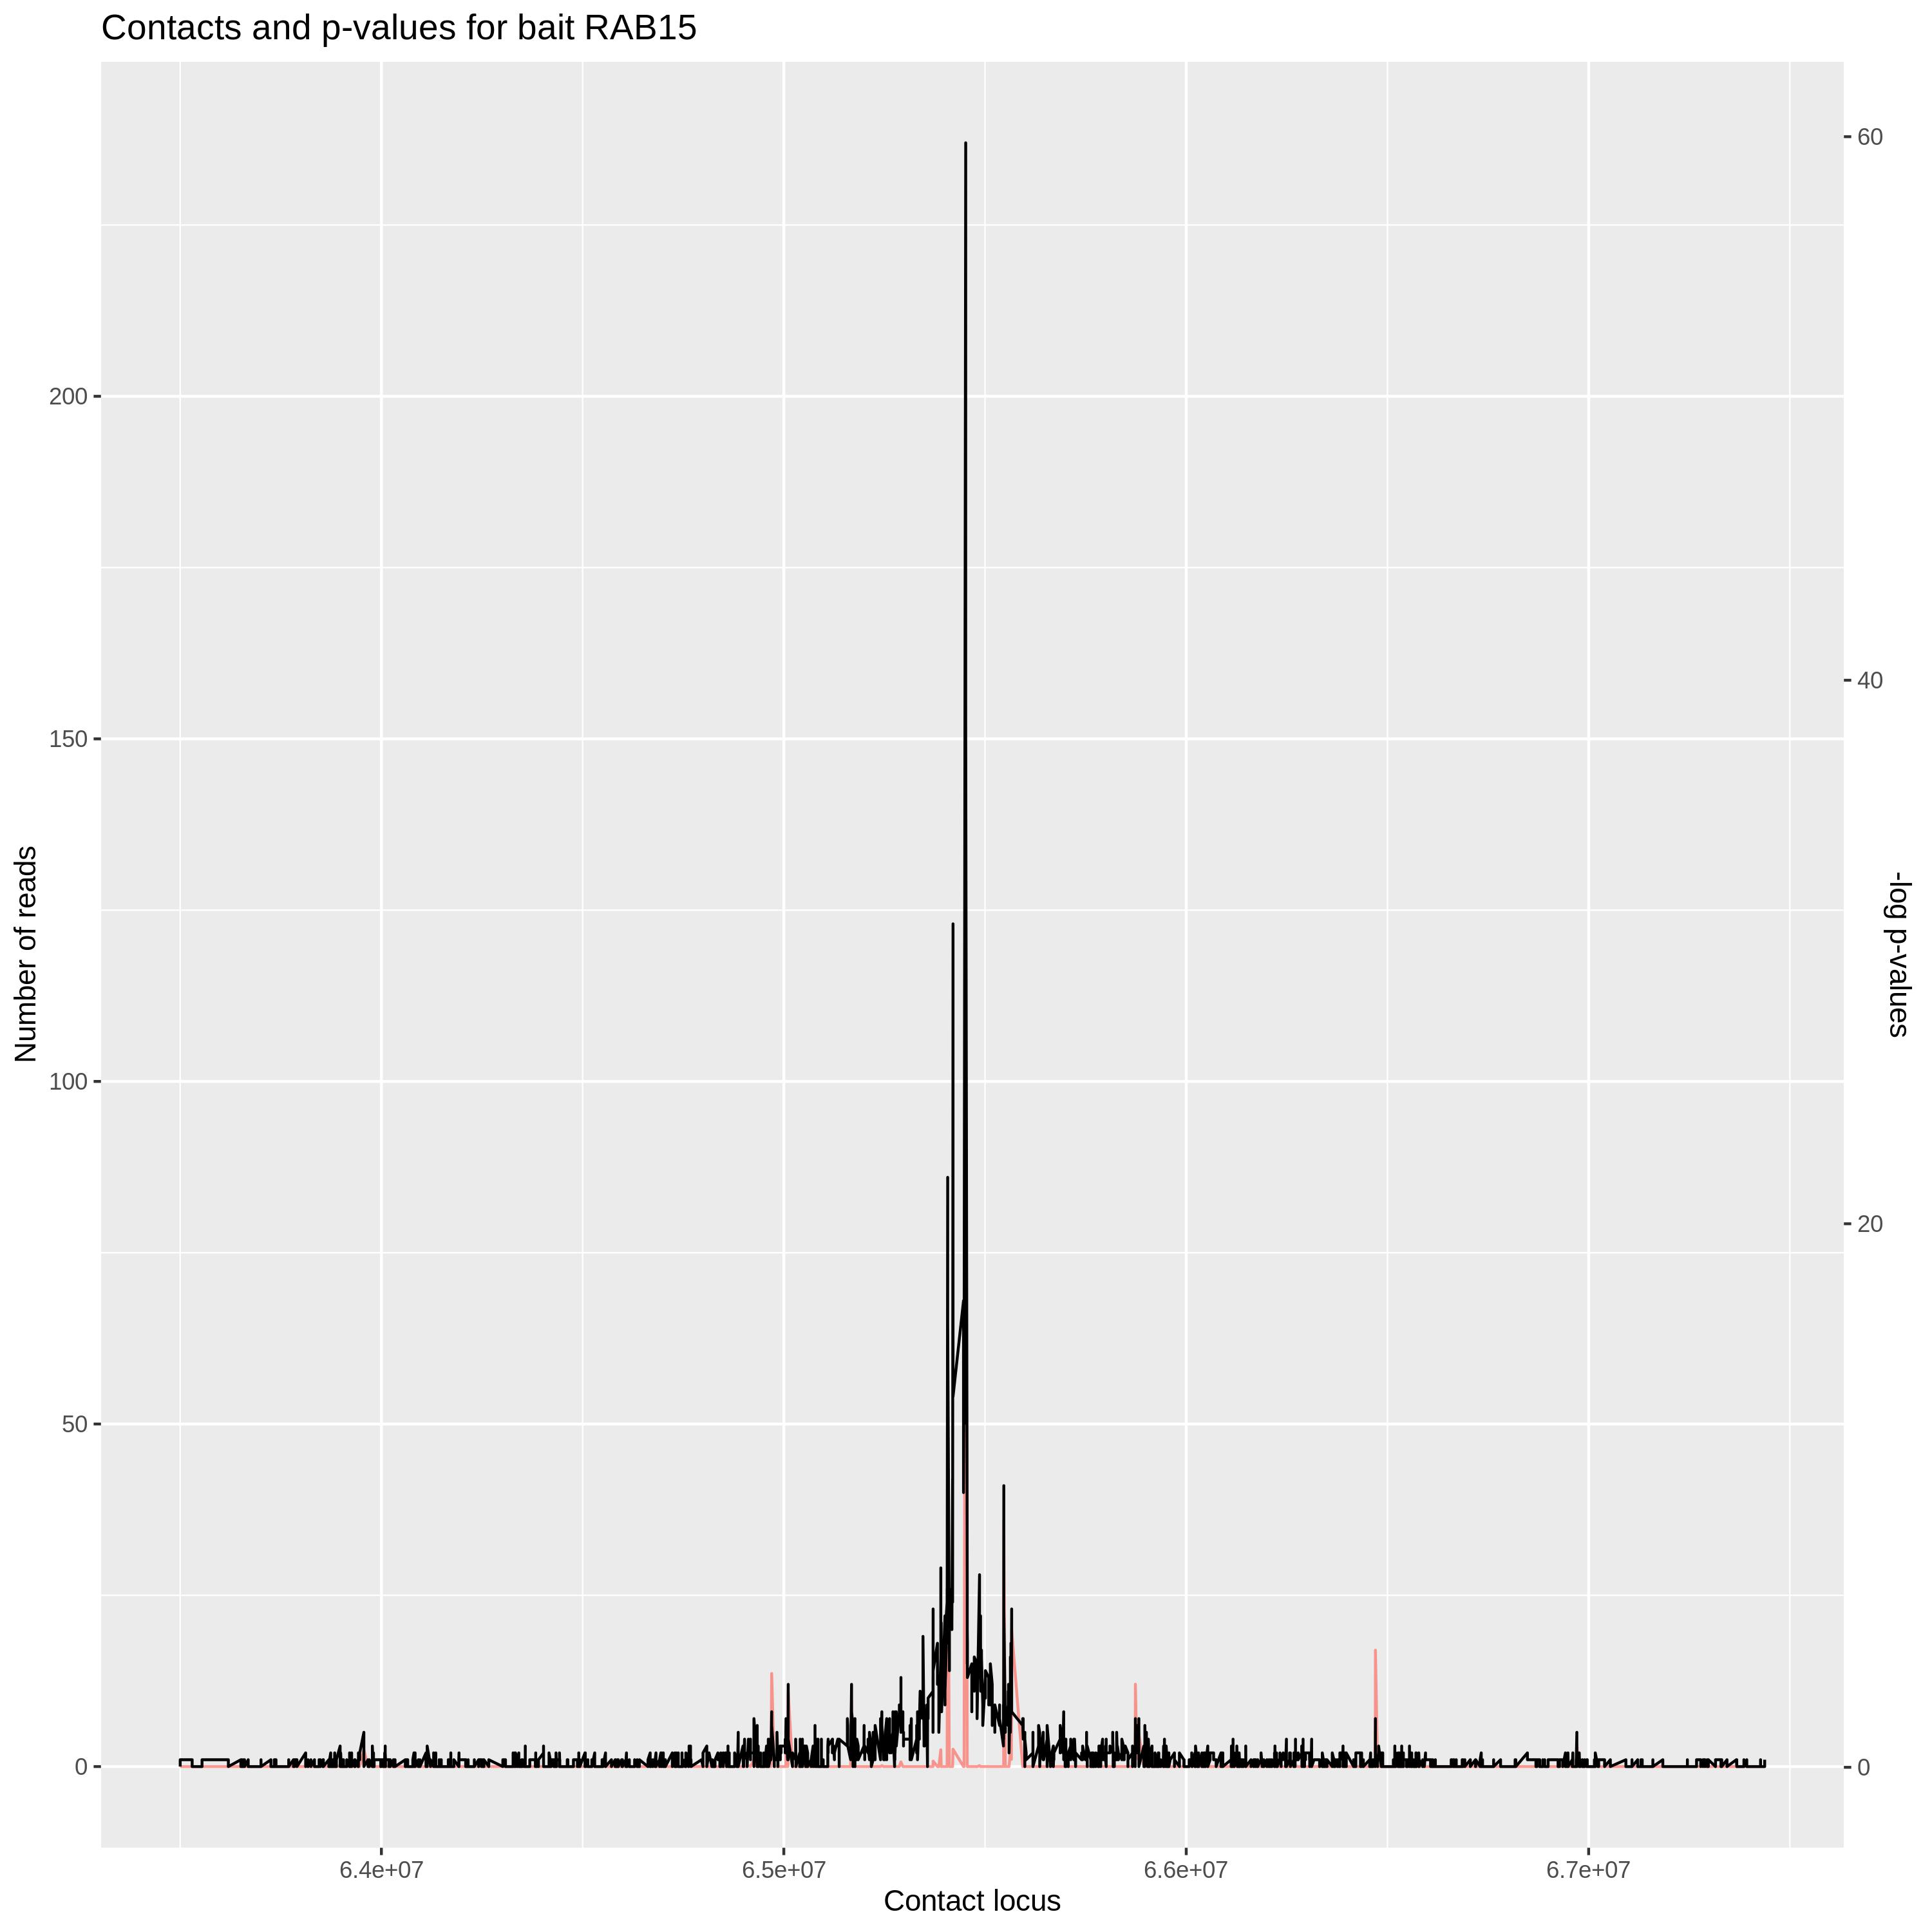 Contacts and p-values for bait RAB15
60
200
40
150
Number of reads
-log p-values
100
20
50
0
0
6.4e+07
6.5e+07
6.6e+07
6.7e+07
Contact locus